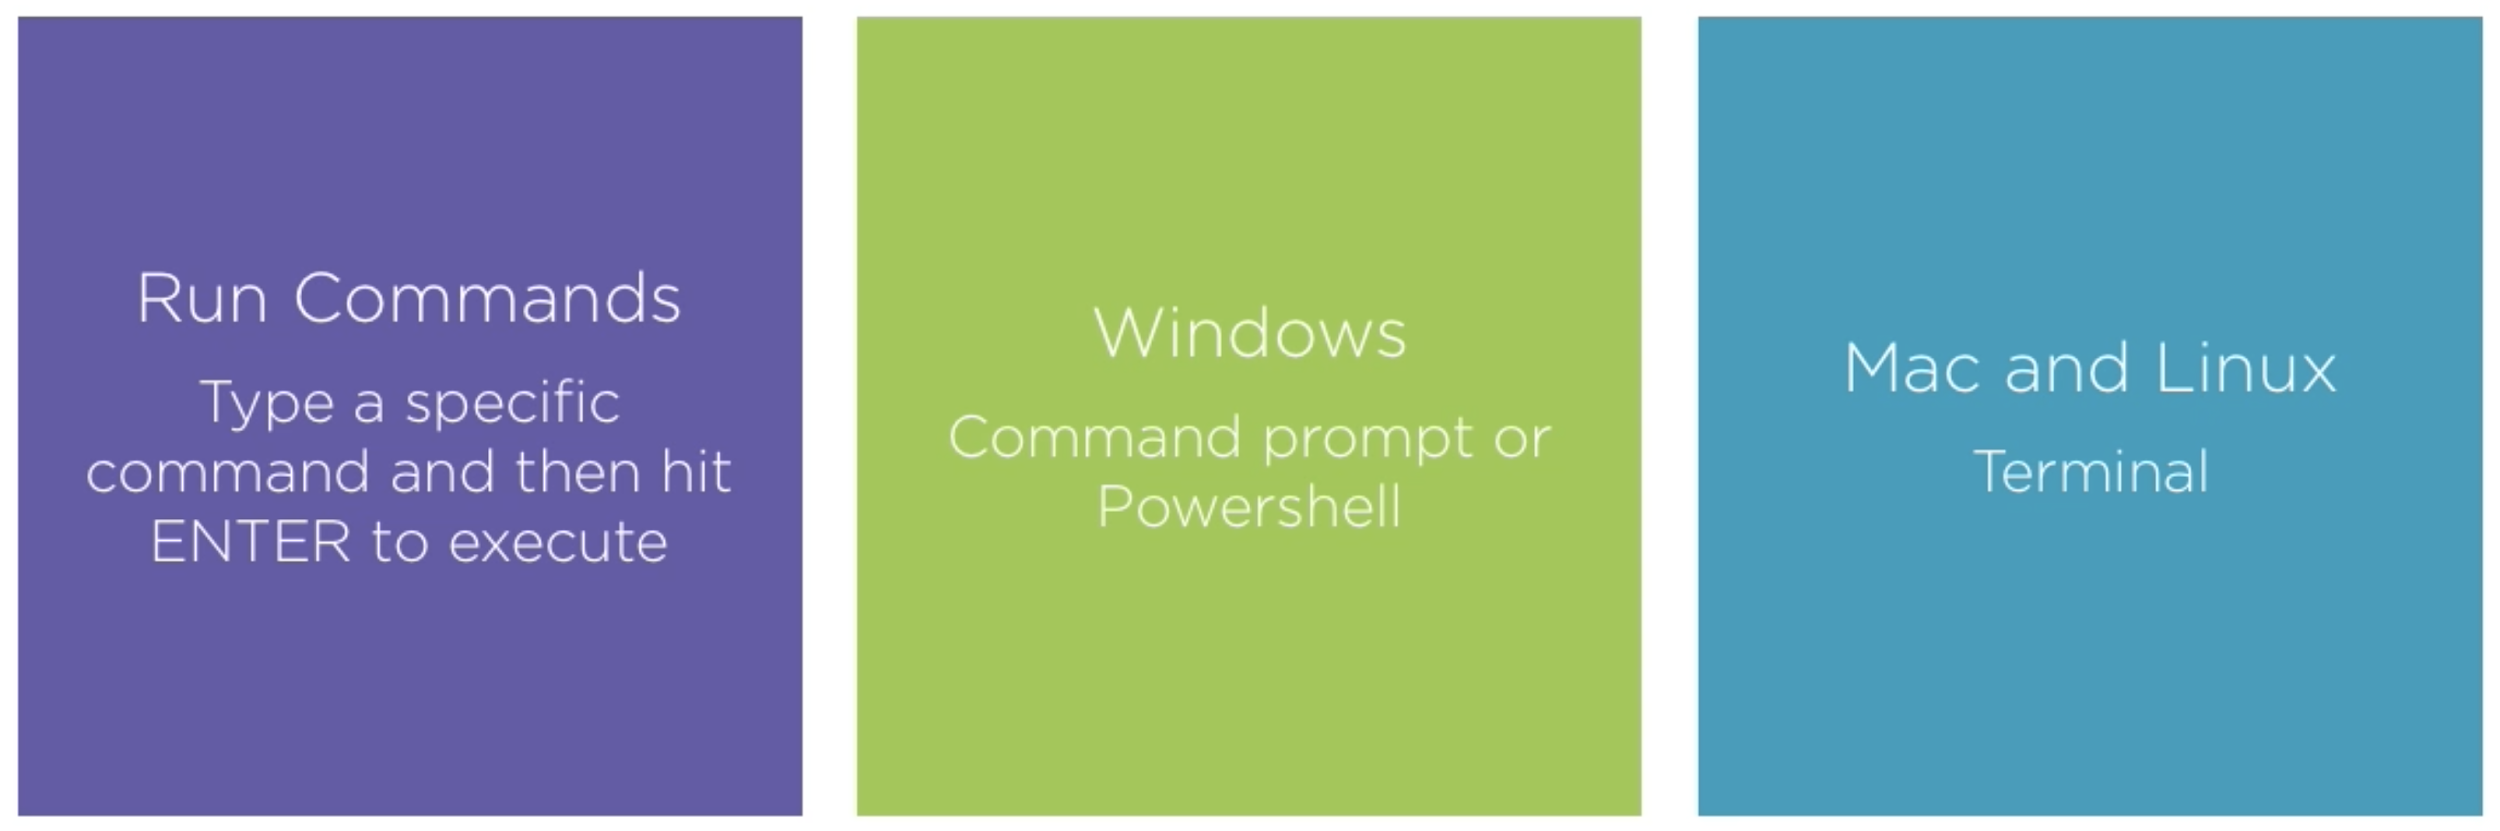 Run Commands
Type a specific
command and then hit
ENTER to execute
Windows
Command prompt or
Powershell
Mac and Linux
Terminal